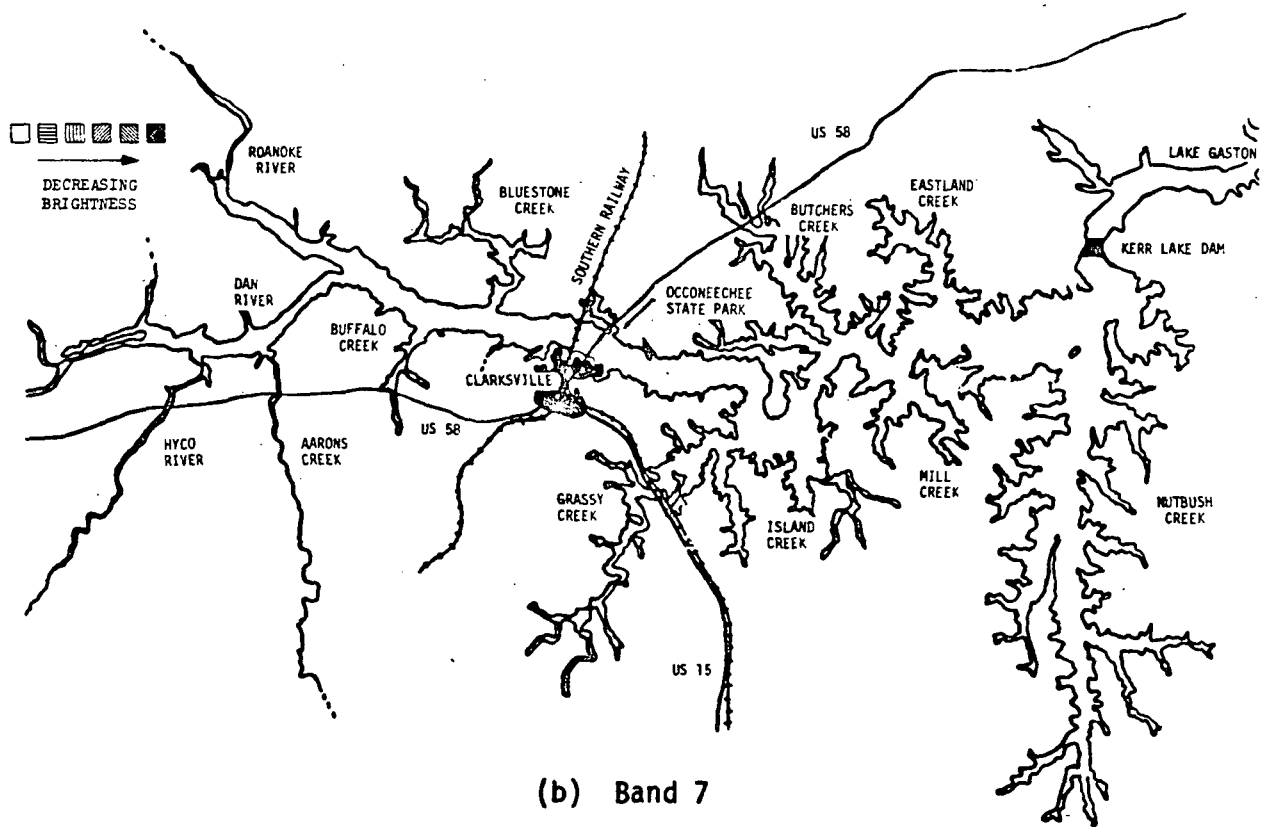 US 58
LAKE GASTON
ROANOKE
RIVER
DECREASING
BRIGHTNESS
BLUESTONE
CREEK
SOUTHERN RAILWAY
BUTCHERS
CREEK
EASTLAND
CREEK
KERR LAKE DAM
DAN
RIVER
OCCONEECHEE
STATE PARK
BUFFALO
CREEK
CLARKSVILLE
US 58
HYCO
RIVER
AARONS
CREEK
GRASSY
CREEK
ISLAND
CREEK
MILL
CREEK
NUTBUSH
CREEK
US 15
(b) Band 7